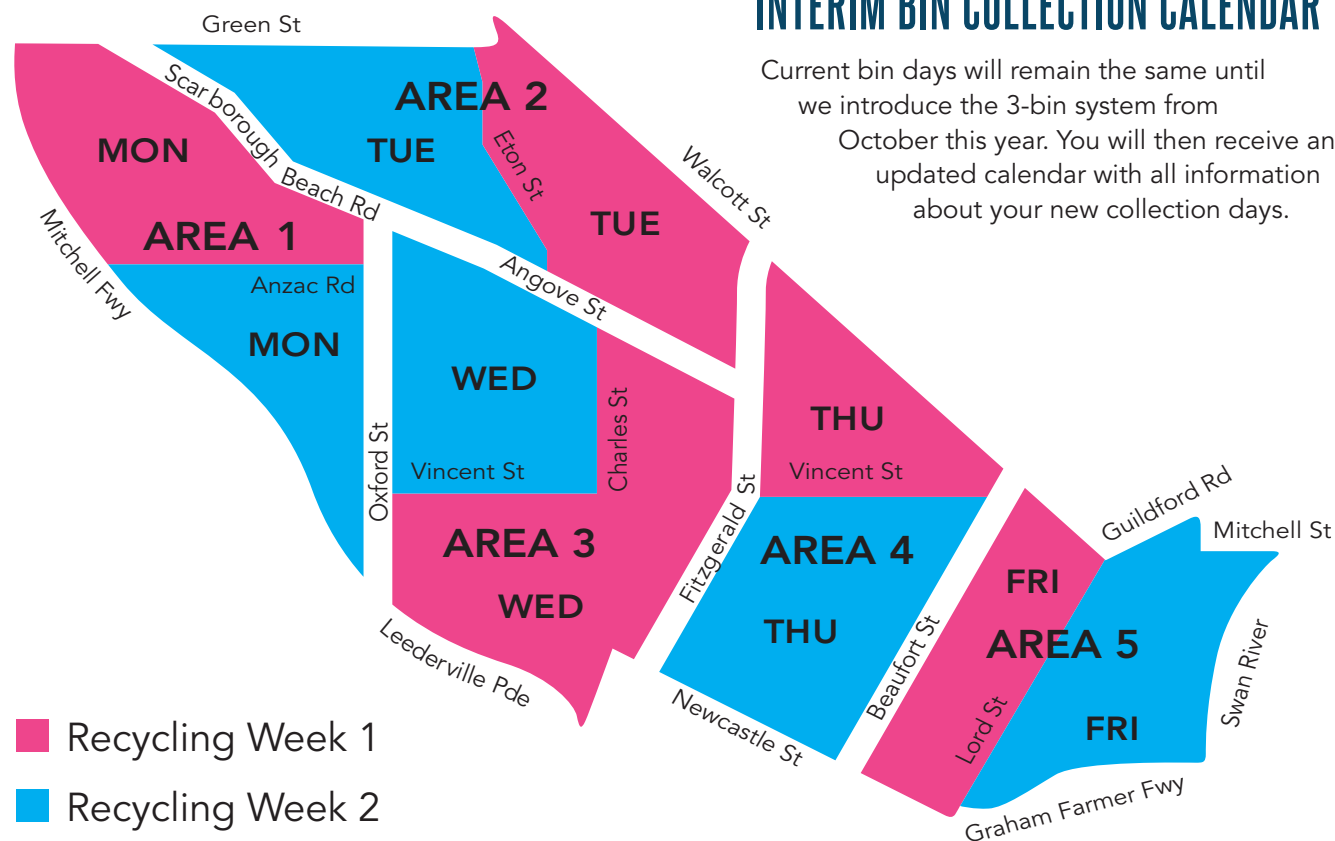 INTERIM BIN COLLECTION CALENDAR
Current bin days will remain the same until
we introduce the 3-bin system from
October this year. You will then receive an
updated calendar with all information
about your new collection days.
Green St
Scarborough
Beach Rd
AREA 2
TUE
Eton St
TUE
Walcott St
MON
AREA 1
Mitchell Fwy
Anzac Rd
MON
Angove St
WED
Charles St
Oxford St
Vincent St
AREA 3
WED
Leederville Pde
THU
Vincent St
Fitzgerald St
AREA 4
THU
Newcastle St
Beaufort St
Guildford Rd
Mitchell St
FRI
AREA 5
Lord St
FRI
Swan River
Graham Farmer Fwy
Recycling Week 1
Recycling Week 2